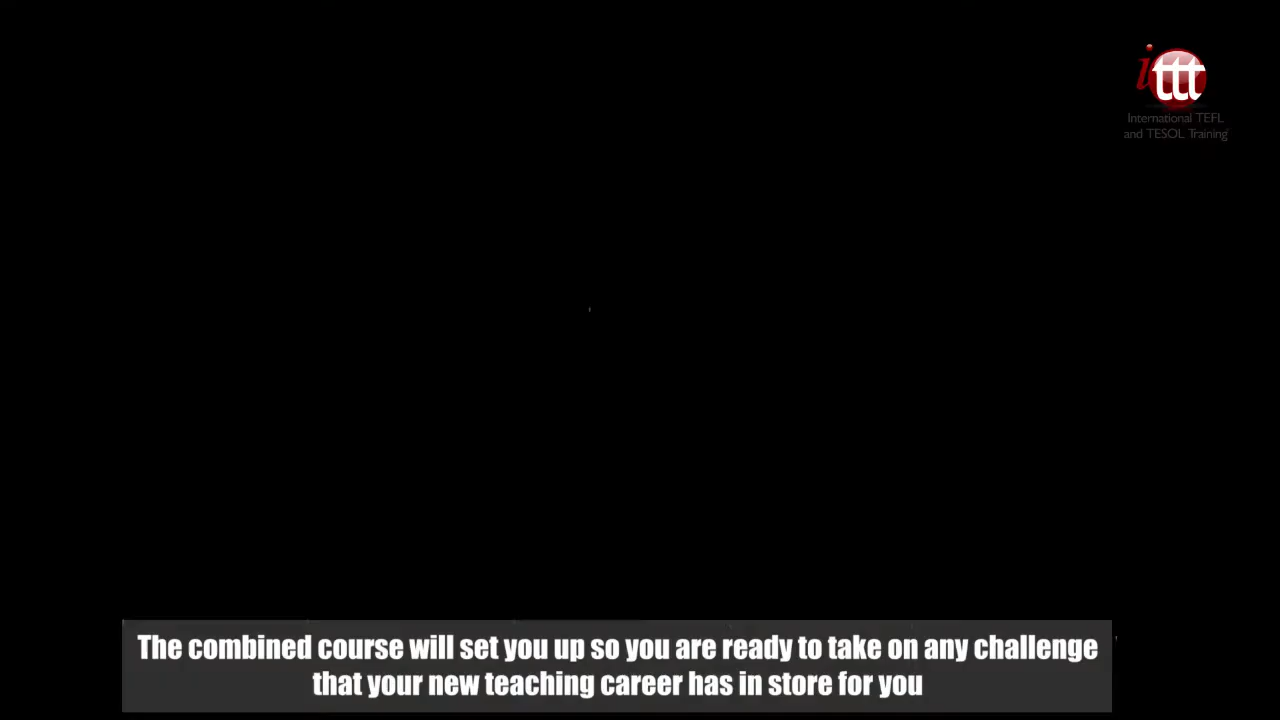 ittt
International TEFL
and TESOL Training
The combined course will set you up so you are ready to take on any challenge
that your new teaching career has in store for you